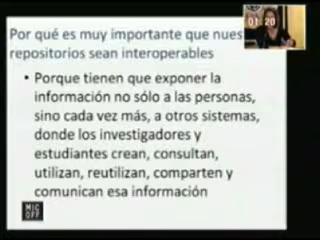 Por qué es muy importante que nues
repositorios sean interoperables
• Porque tienen que exponer la
información no sólo a las personas,
sino cada vez más, a otros sistemas,
donde los investigadores y
estudiantes crean, consultan,
utilizan, reutilizan, comparten y
comunican esa información
01:20
MIC
OFF